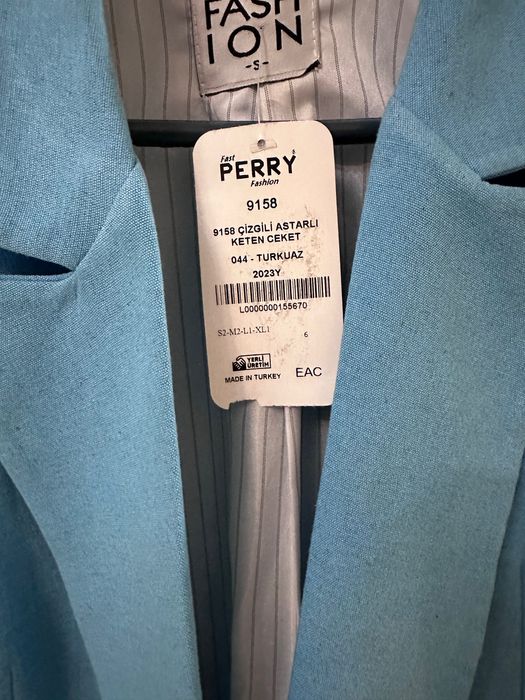 FASH
ION
-S-
Fast
PERRY
Fashion
9158
9158 ÇİZGİLİ ASTARLI
KETEN CEKET
044 - TURKUAZ
2023Y
L0000000155670
S2-M2-L1-XL1 6
YERLİ
ÜRETİM
MADE IN TURKEY EAC